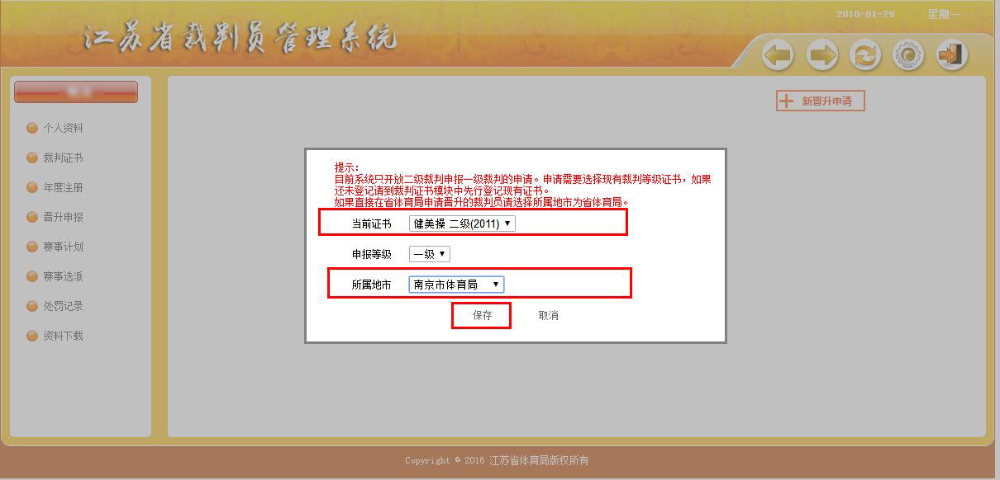 2018-01-29 星期一
江苏省裁判员管理系统
新晋升申请
个人资料
裁判证书
年度注册
晋升申报
赛事计划
赛事选派
处罚记录
资料下载
提示：
目前系统只开放二级裁判申报一级裁判的申请。申请需要选择现有裁判等级证书，如果
还未登记请到裁判证书模块中先行登记现有证书。
如果直接在省体育局申请晋升的裁判员请选择所属地市为省体育局。
当前证书 健美操 二级(2011)
申报等级 一级
所属地市 南京市体育局
保存 取消
Copyright © 2016 江苏省体育局版权所有